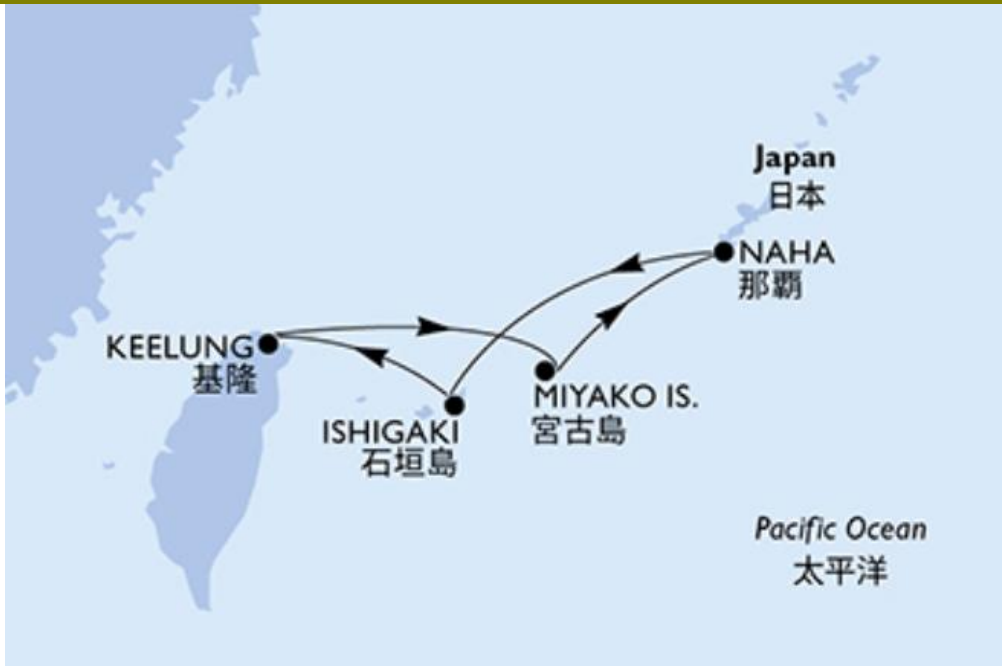 Japan
日本
NAHA
那覇
KEELUNG
基隆
MIYAKO IS.
宮古島
ISHIGAKI
石垣島
Pacific Ocean
太平洋